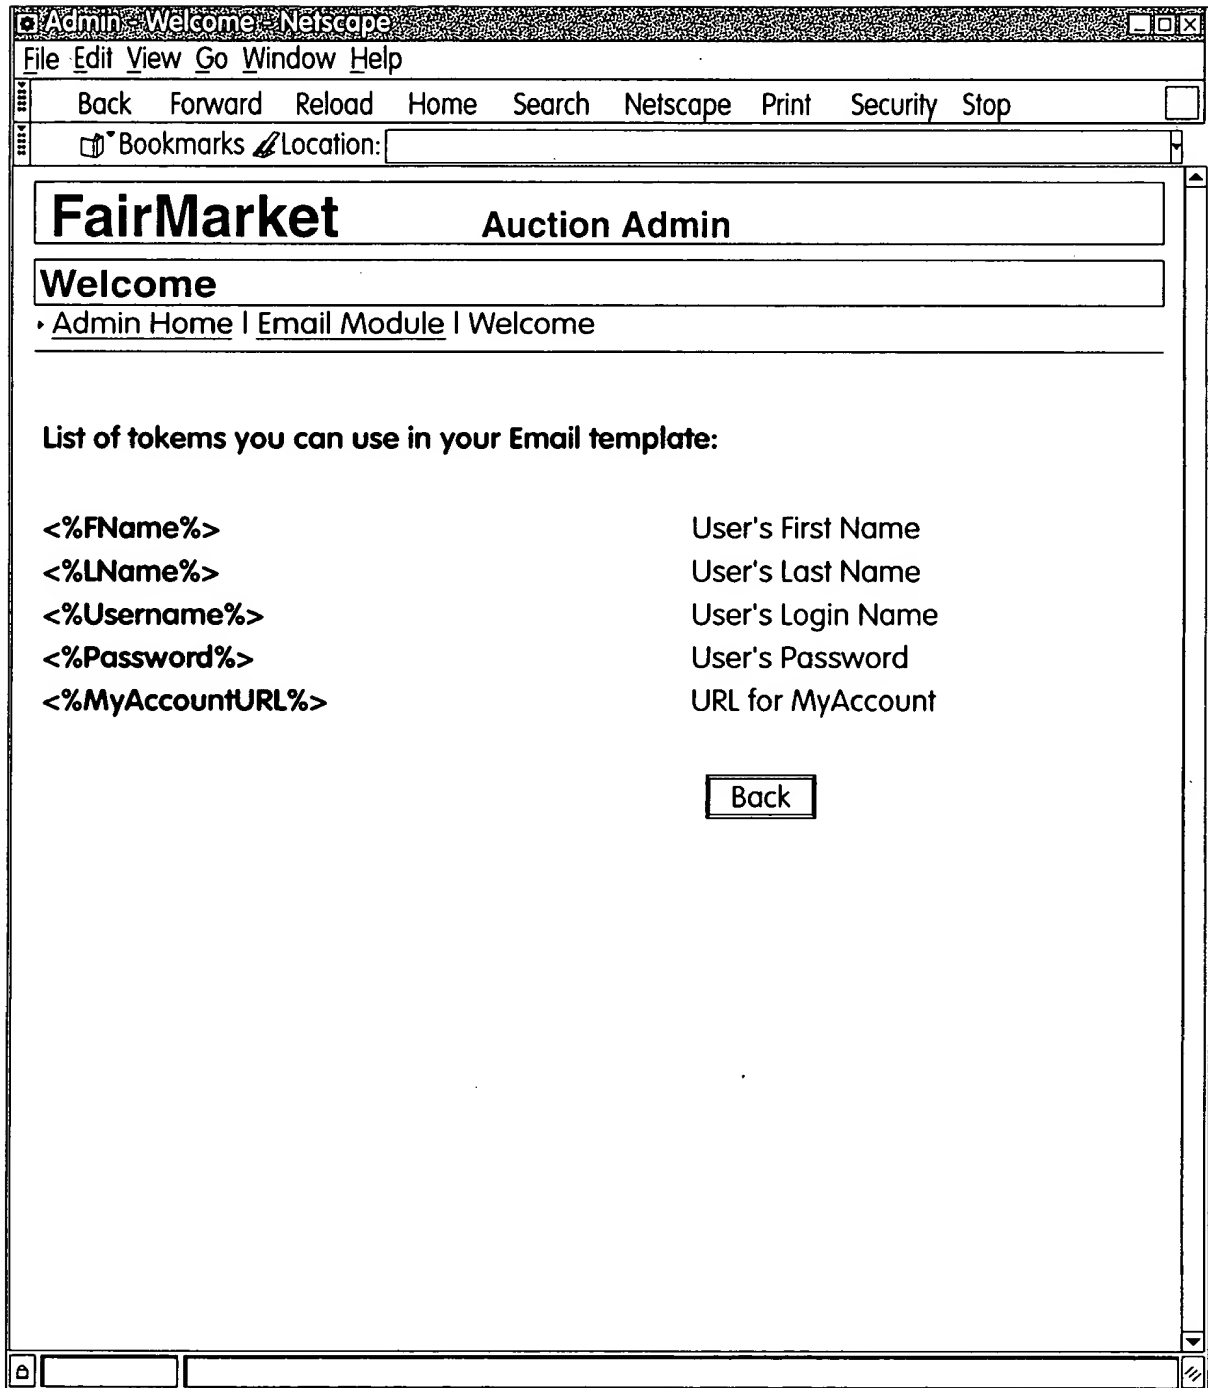 Admin - Welcome - Netscape
File Edit View Go Window Help
Back Forward Reload Home Search Netscape Print Security Stop
Bookmarks Location:
FairMarket Auction Admin
Welcome
Admin Home | Email Module | Welcome
List of tokems you can use in your Email template:
<%FName%> User's First Name
<%LName%> User's Last Name
<%Username%> User's Login Name
<%Password%> User's Password
<%MyAccountURL%> URL for MyAccount
Back